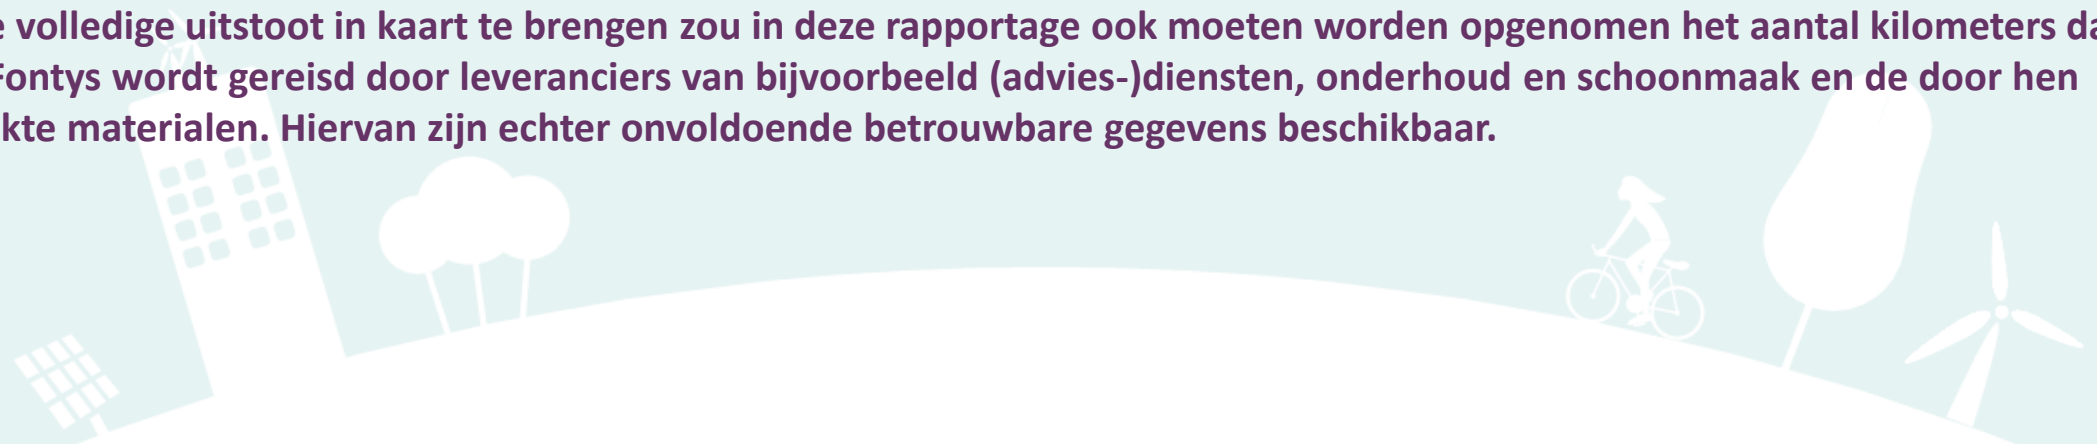 e volledige uitstoot in kaart te brengen zou in deze rapportage ook moeten worden opgenomen het aantal kilometers da
Fontys wordt gereisd door leveranciers van bijvoorbeeld (advies-)diensten, onderhoud en schoonmaak en de door hen
kte materialen. Hiervan zijn echter onvoldoende betrouwbare gegevens beschikbaar.